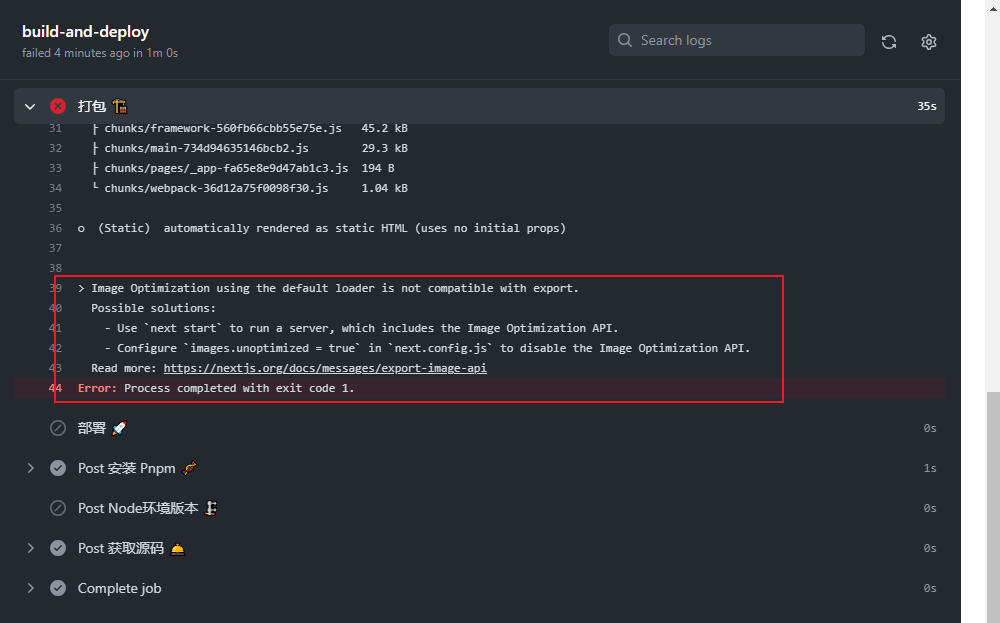 build-and-deploy
failed 4 minutes ago in 1m 0s
Search logs
打包 🏗 35s
31 ├ chunks/framework-560fb66cbb55e75e.js 45.2 kB
32 ├ chunks/main-734d94635146bcb2.js 29.3 kB
33 ├ chunks/pages/_app-fa65e8e9d47ab1c3.js 194 B
34 └ chunks/webpack-36d12a75f0098f30.js 1.04 kB
35
36 ○ (Static) automatically rendered as static HTML (uses no initial props)
37
38
39 > Image Optimization using the default loader is not compatible with export.
40 Possible solutions:
41 - Use `next start` to run a server, which includes the Image Optimization API.
42 - Configure `images.unoptimized = true` in `next.config.js` to disable the Image Optimization API.
43 Read more: https://nextjs.org/docs/messages/export-image-api
44 Error: Process completed with exit code 1.
部署 🚀 0s
Post 安装 Pnpm 🧨 1s
Post Node环境版本 🗜 0s
Post 获取源码 🛎 0s
Complete job 0s